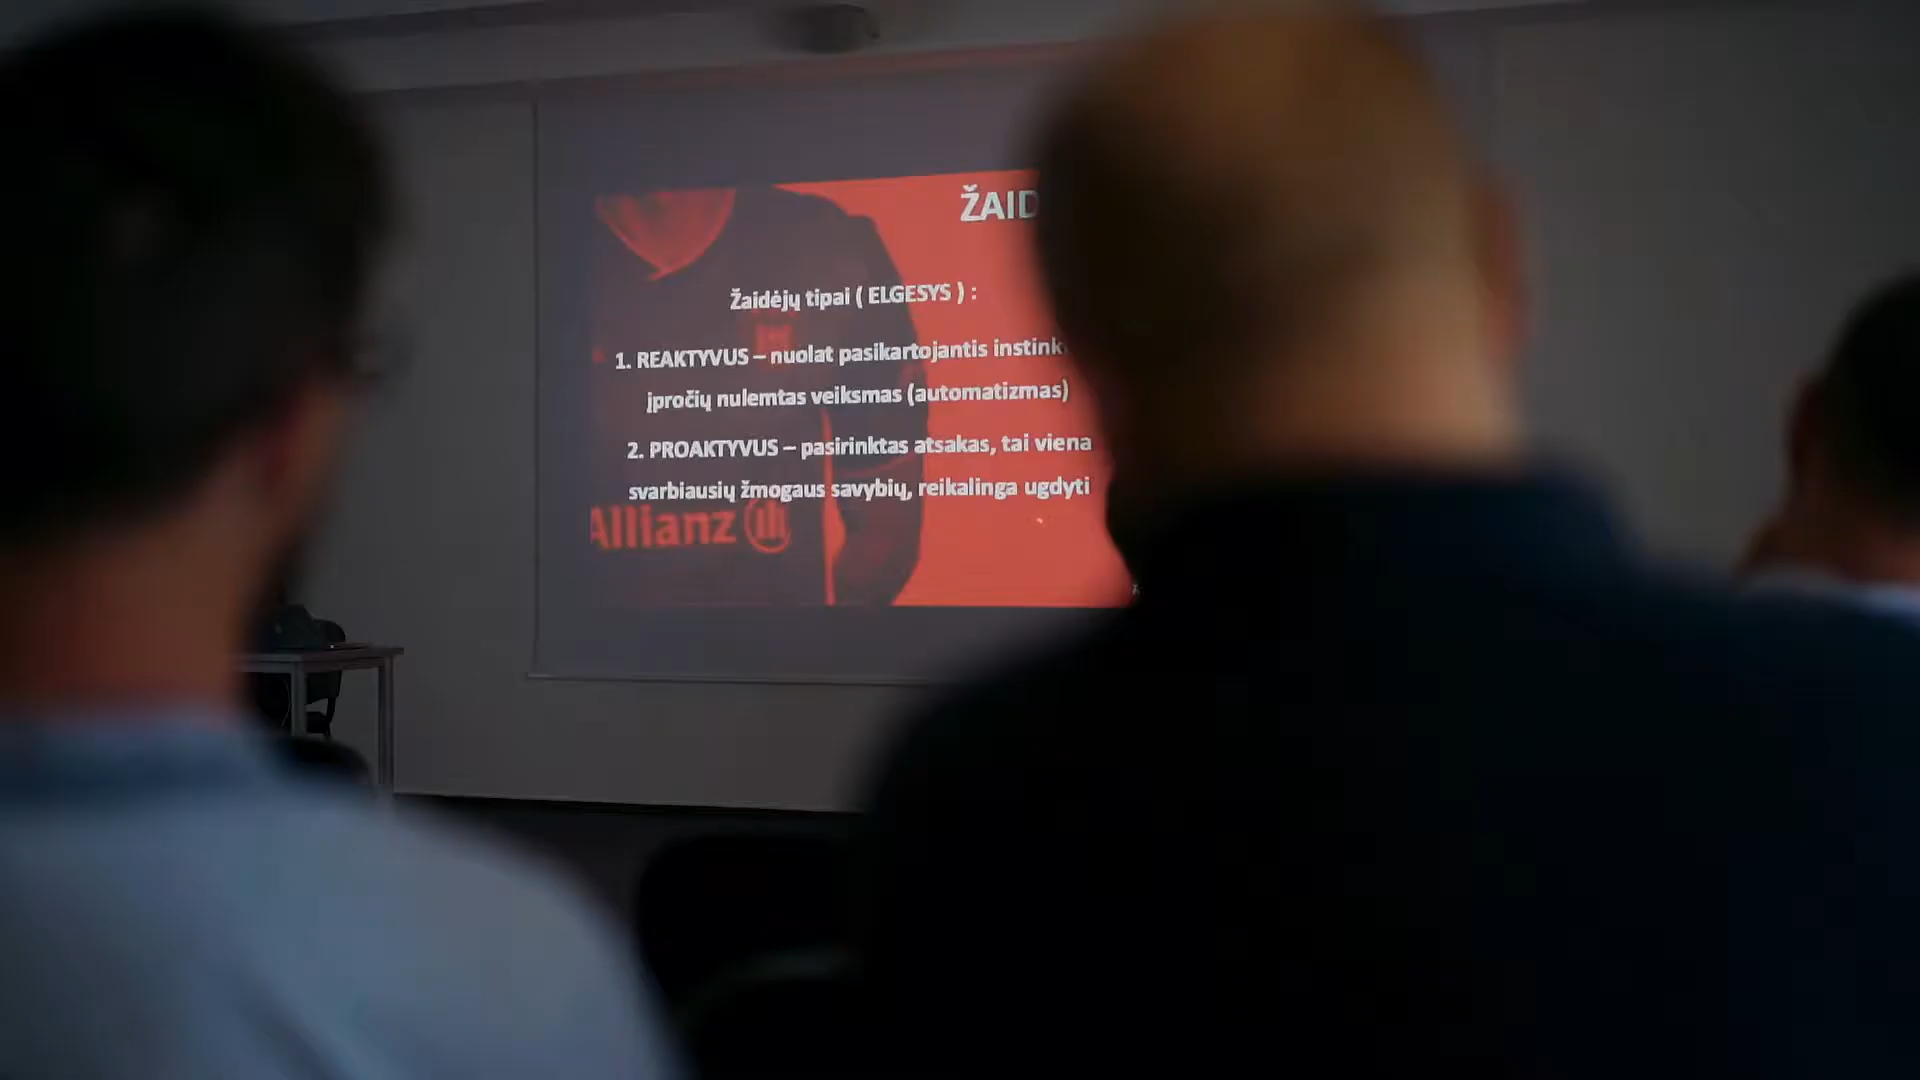 ŽAID
Žaidėjų tipai ( ELGESYS ) :
1. REAKTYVUS – nuolat pasikartojantis instink
įpročių nulemtas veiksmas (automatizmas)
2. PROAKTYVUS – pasirinktas atsakas, tai viena
svarbiausių žmogaus savybių, reikalinga ugdyti
Allianz